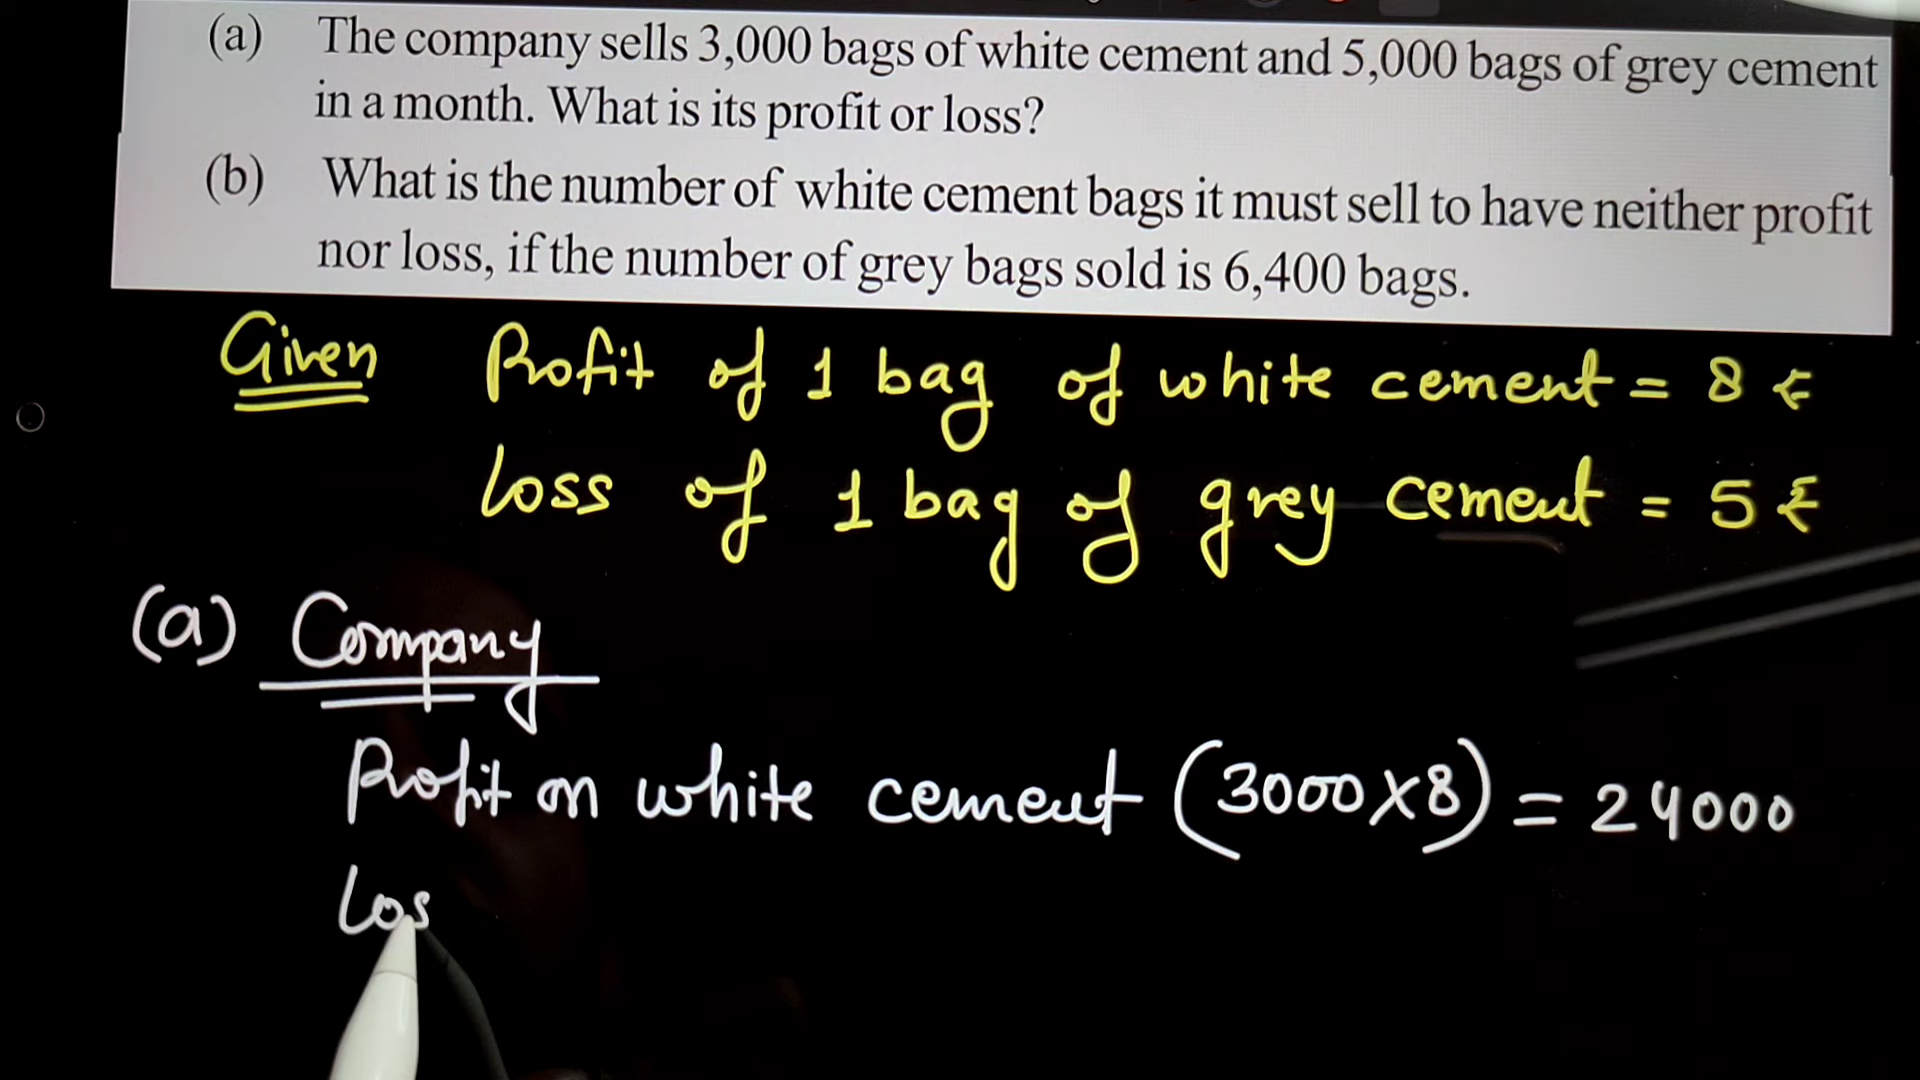 (a) The company sells 3,000 bags of white cement and 5,000 bags of grey cement
in a month. What is its profit or loss?
(b) What is the number of white cement bags it must sell to have neither profit
nor loss, if the number of grey bags sold is 6,400 bags.
Given Profit of 1 bag of white cement = 8 ₹
loss of 1 bag of grey cement = 5 ₹
(a) Company
Profit on white cement (3000×8) = 24000
Los